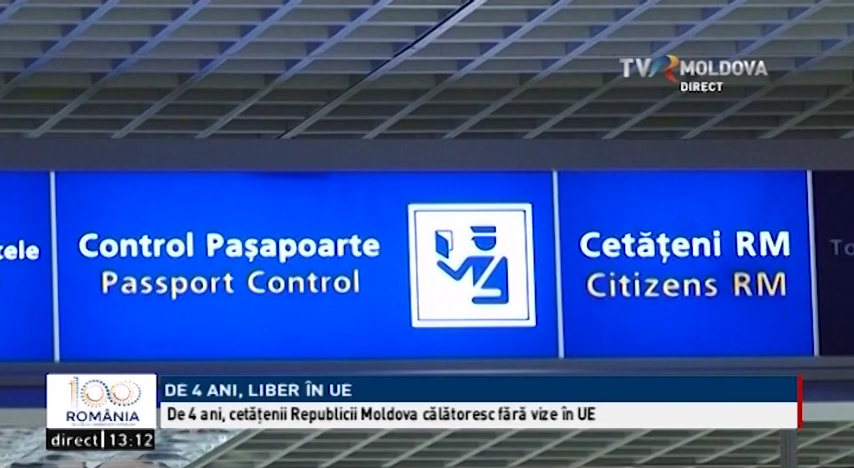 TVR MOLDOVA
DIRECT
Control Pașapoarte
Passport Control
Cetățeni RM
Citizens RM
100
ROMÂNIA
DE 4 ANI, LIBER ÎN UE
De 4 ani, cetățenii Republicii Moldova călătoresc fără vize în UE
direct 13:12